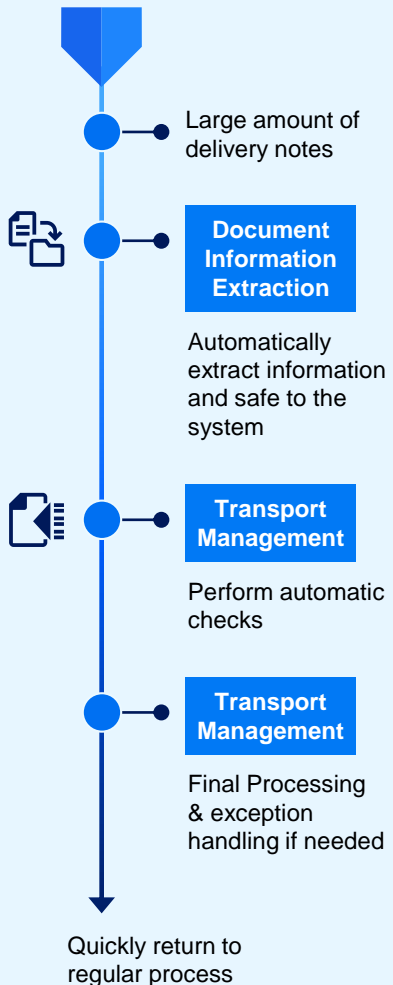 Large amount of
delivery notes
Document
Information
Extraction
Automatically
extract information
and safe to the
system
Transport
Management
Perform automatic
checks
Transport
Management
Final Processing
& exception
handling if needed
Quickly return to
regular process